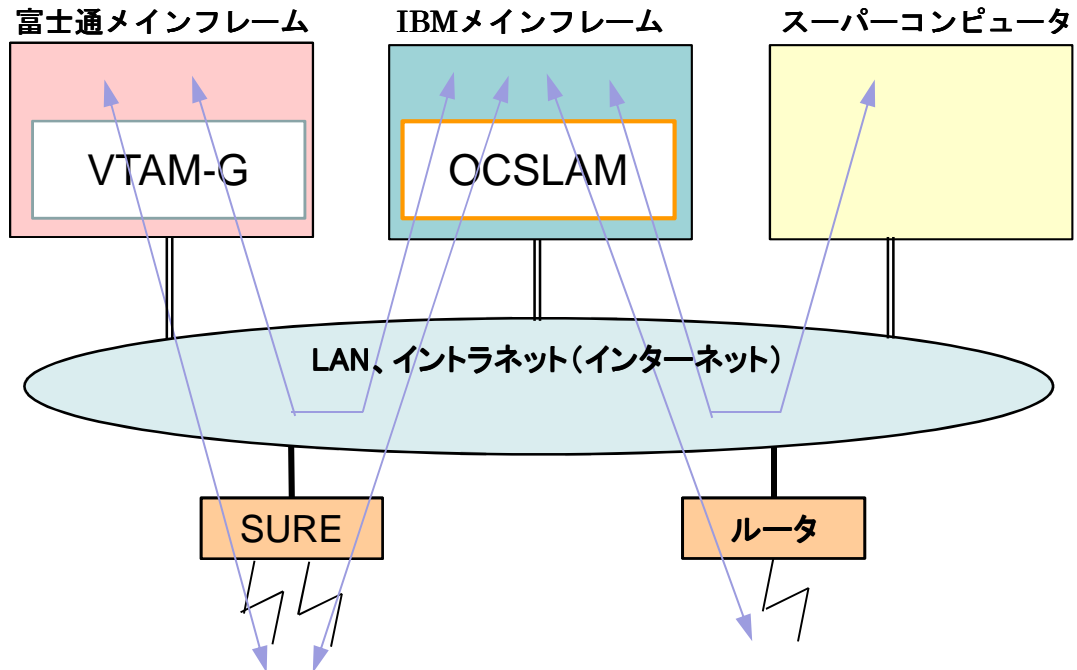 富士通メインフレーム
IBMメインフレーム
スーパーコンピュータ
VTAM-G
OCSLAM
LAN、イントラネット（インターネット）
SURE
ルータ